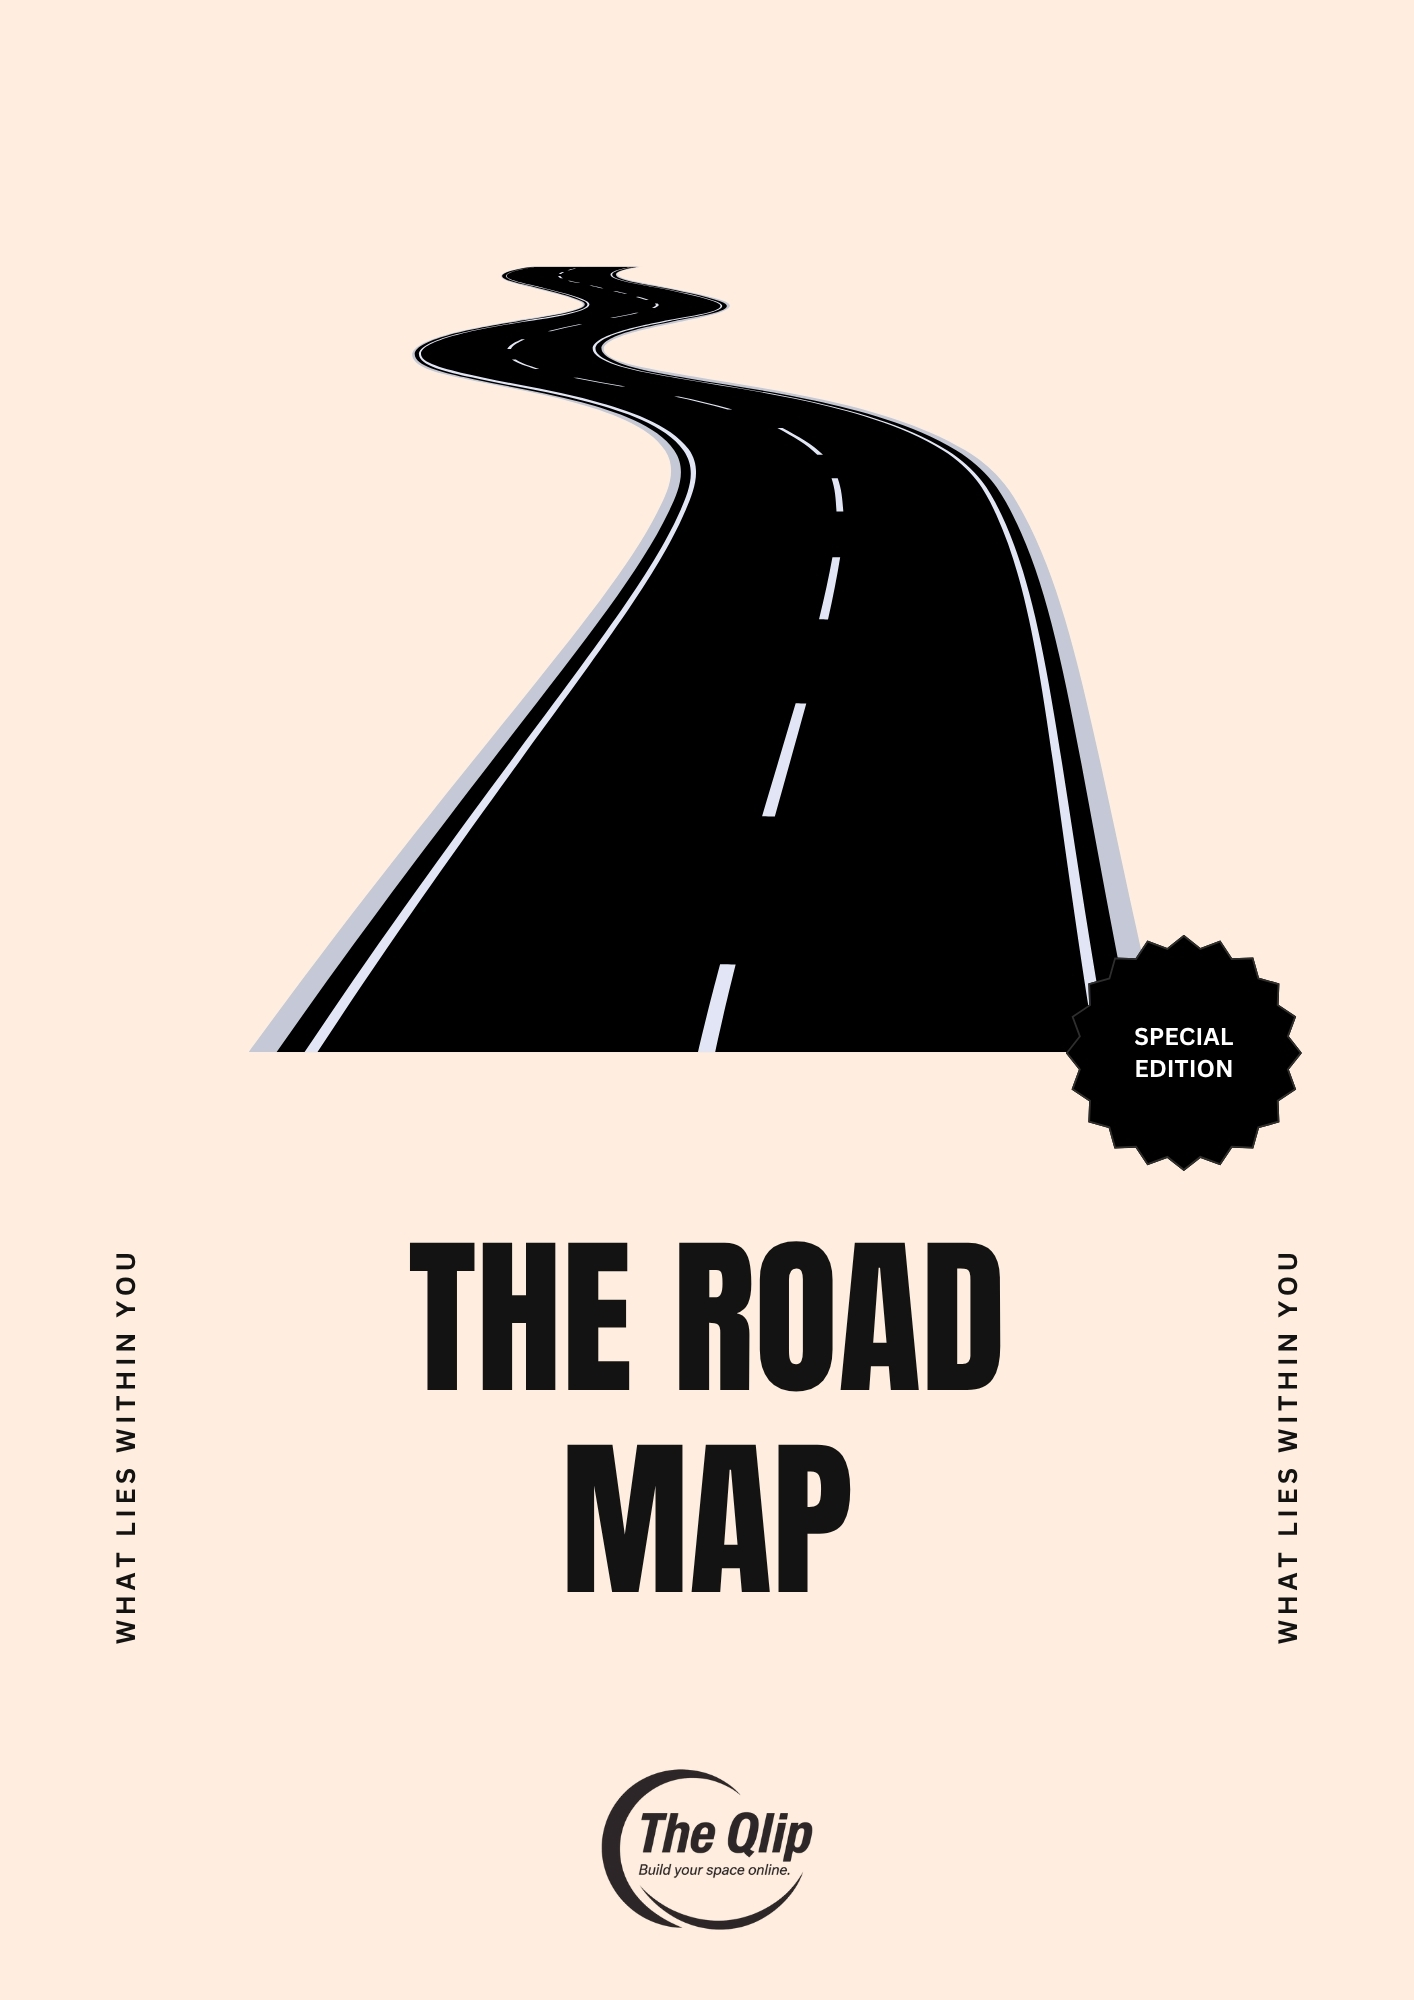 SPECIAL
EDITION
WHAT LIES WITHIN YOU
THE ROAD
MAP
WHAT LIES WITHIN YOU
The Qlip
Build your space online.